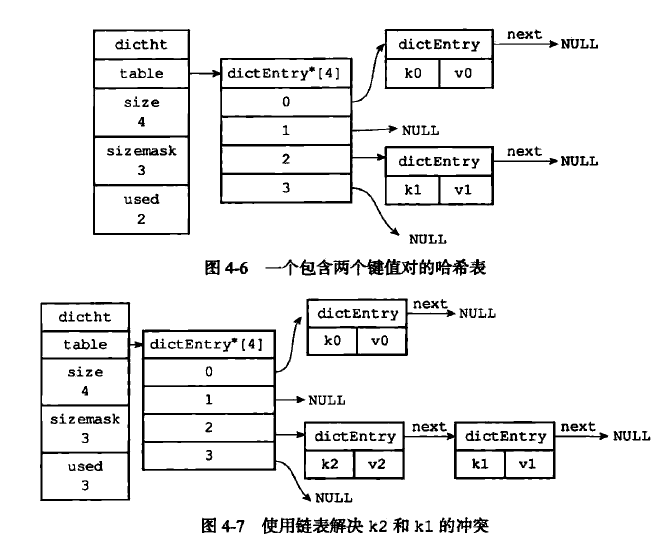 dictht
table
size
4
sizemask
3
used
2
dictEntry*[4]
0
1
2
3
dictEntry
k0 v0
next
NULL
NULL
dictEntry
k1 v1
next
NULL
NULL
图 4-6 一个包含两个键值对的哈希表
dictht
table
size
4
sizemask
3
used
3
dictEntry*[4]
0
1
2
3
dictEntry
k0 v0
next
NULL
NULL
dictEntry
k2 v2
next
dictEntry
k1 v1
next
NULL
NULL
图 4-7 使用链表解决 k2 和 k1 的冲突